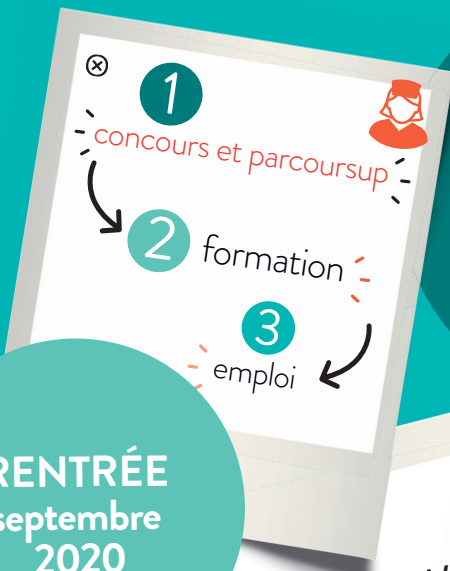 1
concours et parcoursup
2 formation
3
emploi
RENTRÉE
septembre
2020